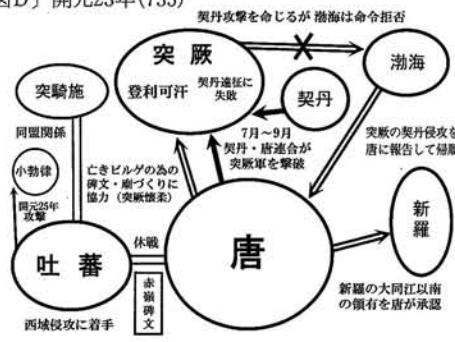 図D」開元23年(735)
契丹攻撃を命じるが 渤海は命令拒否
突厥
登利可汗
契丹遠征に
失敗
契丹
渤海
突騎施
同盟関係
小勃律
開元25年
攻撃
亡きビルゲの為の
碑文・廟づくりに
協力(突厥懐柔)
7月~9月
契丹・唐連合が
突厥軍を撃破
突厥の契丹侵攻を
唐に報告して帰順
新羅
唐
吐蕃
休戦
赤嶺碑文
西域侵攻に着手
新羅の大同江以南
の領有を唐が承認